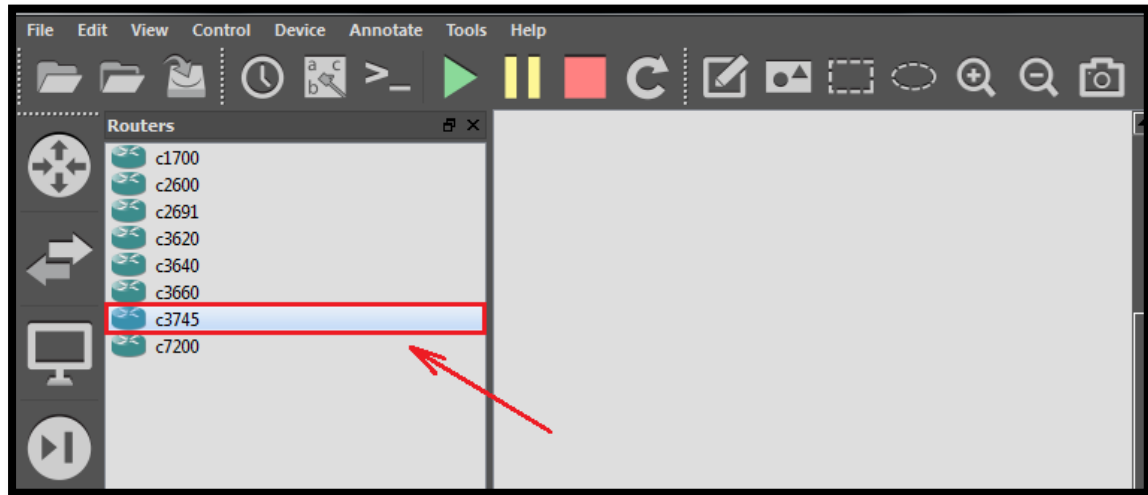 File Edit View Control Device Annotate Tools Help
a c
b
>_
Routers
c1700
c2600
c2691
c3620
c3640
c3660
c3745
c7200